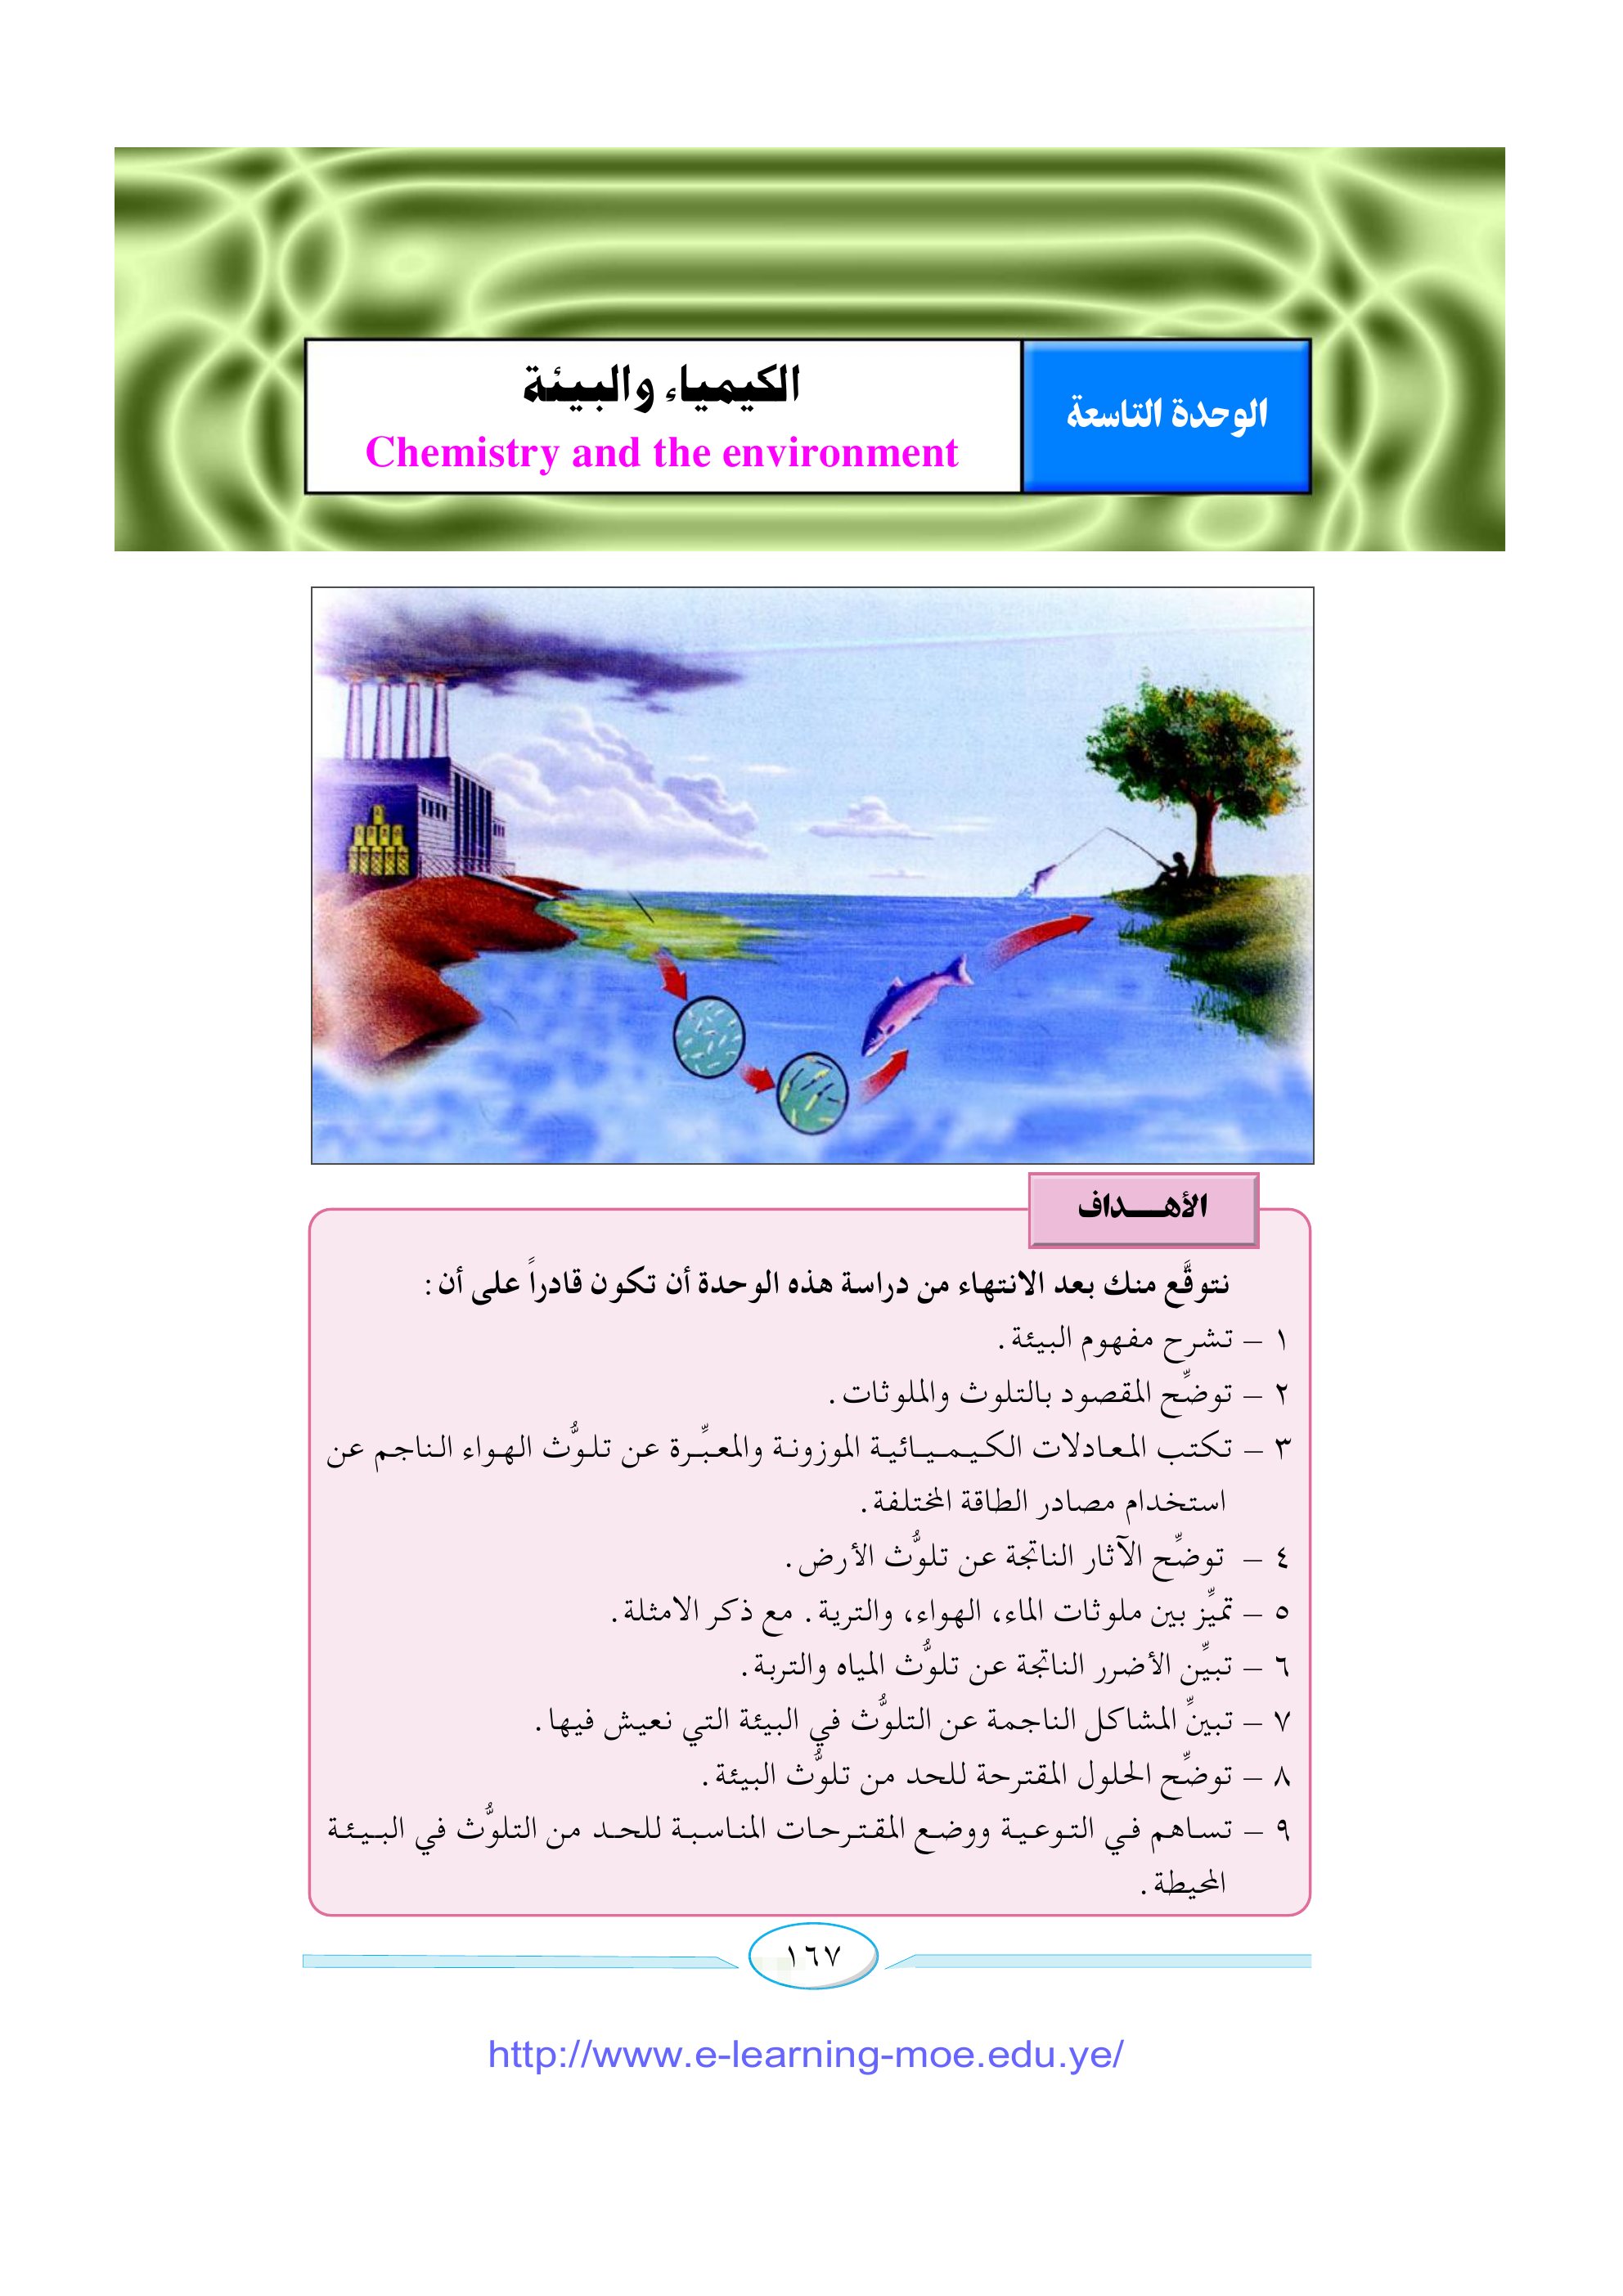 الوحدة التاسعة
الكيمياء والبيئة
Chemistry and the environment
الأهـــداف
نتوقَّع منك بعد الانتهاء من دراسة هذه الوحدة أن تكون قادراً على أن :
١ – تشرح مفهوم البيئة .
٢ – توضِّح المقصود بالتلوث والملوثات .
٣ – تكتب المعادلات الكيميائية الموزونة والمعبِّرة عن تلوُّث الهواء الناجم عن
استخدام مصادر الطاقة المختلفة .
٤ – توضِّح الآثار الناتجة عن تلوُّث الأرض .
٥ – تميِّز بين ملوثات الماء، الهواء، والترية . مع ذكر الامثلة .
٦ – تبيِّن الأضرر الناتجة عن تلوُّث المياه والتربة .
٧ – تبينِّ المشاكل الناجمة عن التلوُّث في البيئة التي نعيش فيها .
٨ – توضِّح الحلول المقترحة للحد من تلوُّث البيئة .
٩ – تساهم في التوعية ووضع المقترحات المناسبة للحد من التلوُّث في البيئة
المحيطة .
١٦٧
http://www.e-learning-moe.edu.ye/